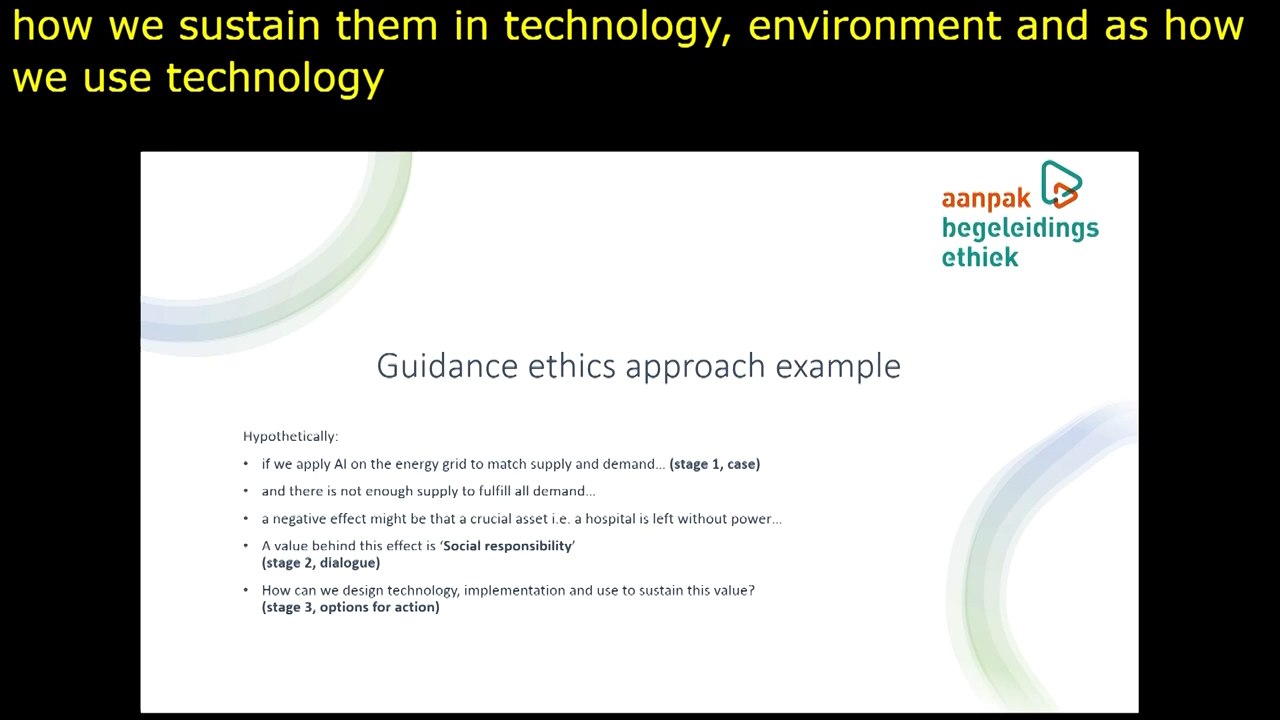 how we sustain them in technology, environment and as how
we use technology
aanpak
begeleidings
ethiek
Guidance ethics approach example
Hypothetically:
• if we apply AI on the energy grid to match supply and demand... (stage 1, case)
• and there is not enough supply to fulfill all demand...
• a negative effect might be that a crucial asset i.e. a hospital is left without power...
• A value behind this effect is ‘Social responsibility’
(stage 2, dialogue)
• How can we design technology, implementation and use to sustain this value?
(stage 3, options for action)